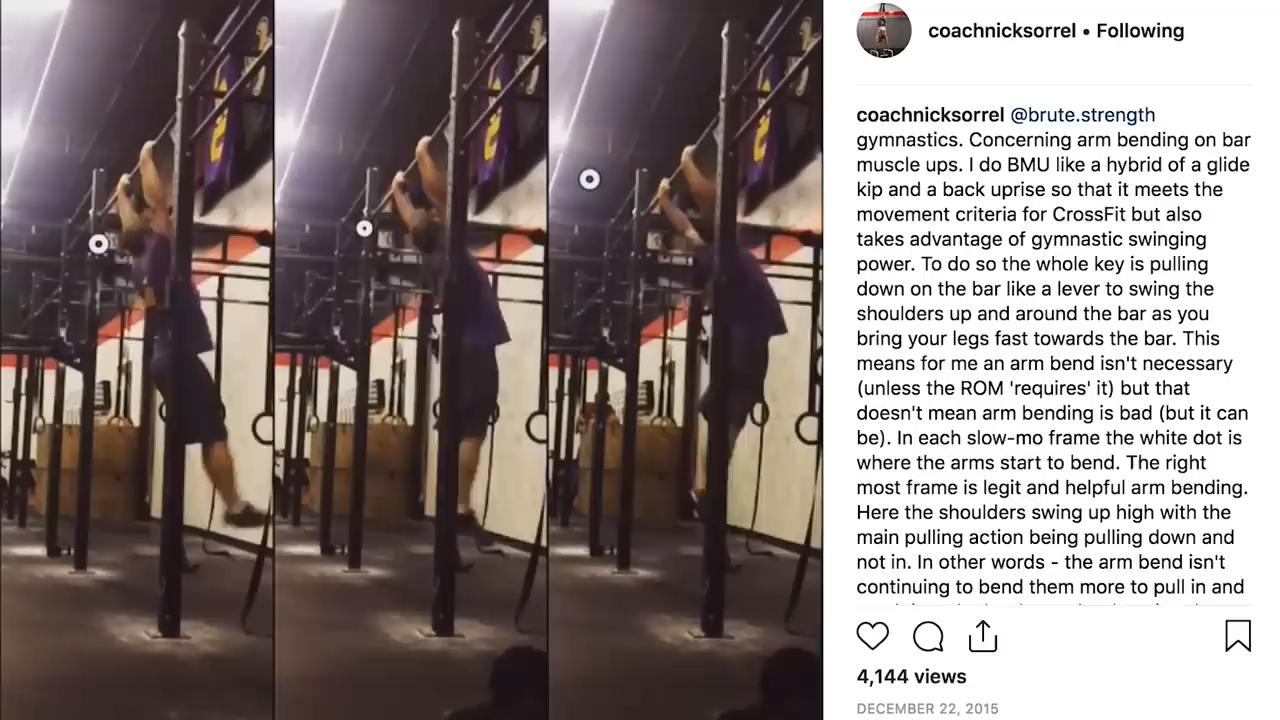 coachnicksorrel • Following
coachnicksorrel @brute.strength
gymnastics. Concerning arm bending on bar
muscle ups. I do BMU like a hybrid of a glide
kip and a back uprise so that it meets the
movement criteria for CrossFit but also
takes advantage of gymnastic swinging
power. To do so the whole key is pulling
down on the bar like a lever to swing the
shoulders up and around the bar as you
bring your legs fast towards the bar. This
means for me an arm bend isn't necessary
(unless the ROM 'requires' it) but that
doesn't mean arm bending is bad (but it can
be). In each slow-mo frame the white dot is
where the arms start to bend. The right
most frame is legit and helpful arm bending.
Here the shoulders swing up high with the
main pulling action being pulling down and
not in. In other words - the arm bend isn't
continuing to bend them more to pull in and
4,144 views
DECEMBER 22, 2015